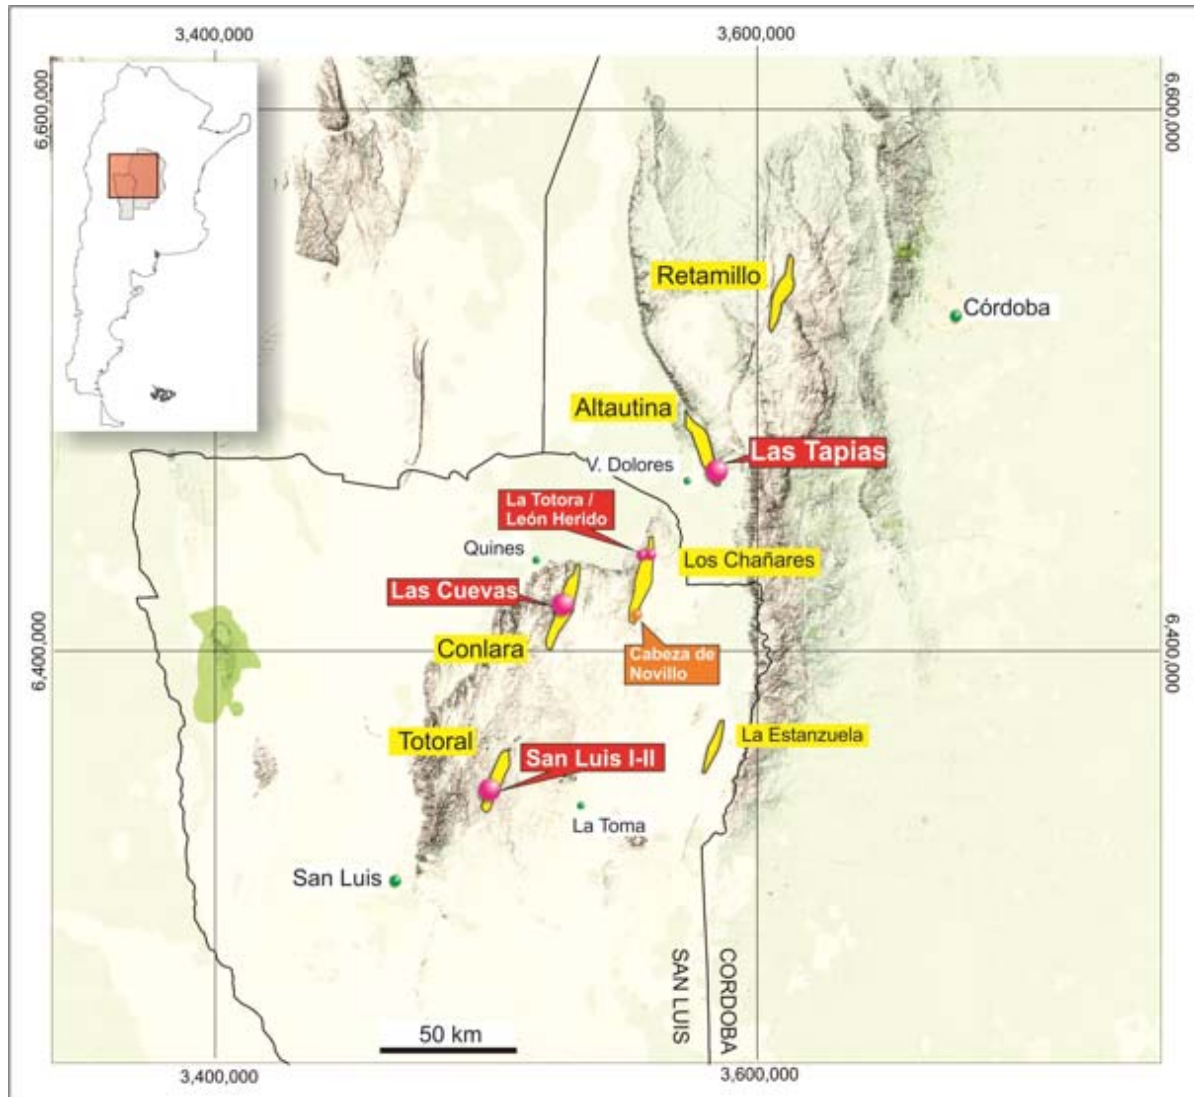 3,400,000
3,600,000
6,600,000
6,600,000
Retamillo
Córdoba
Altautina
Las Tapias
V. Dolores
La Totora /
León Herido
Quines
Los Chañares
Las Cuevas
Conlara
Cabeza de
Novillo
6,400,000
6,400,000
Totoral
La Estanzuela
San Luis I-II
La Toma
San Luis
SAN LUIS
CORDOBA
50 km
3,400,000
3,600,000